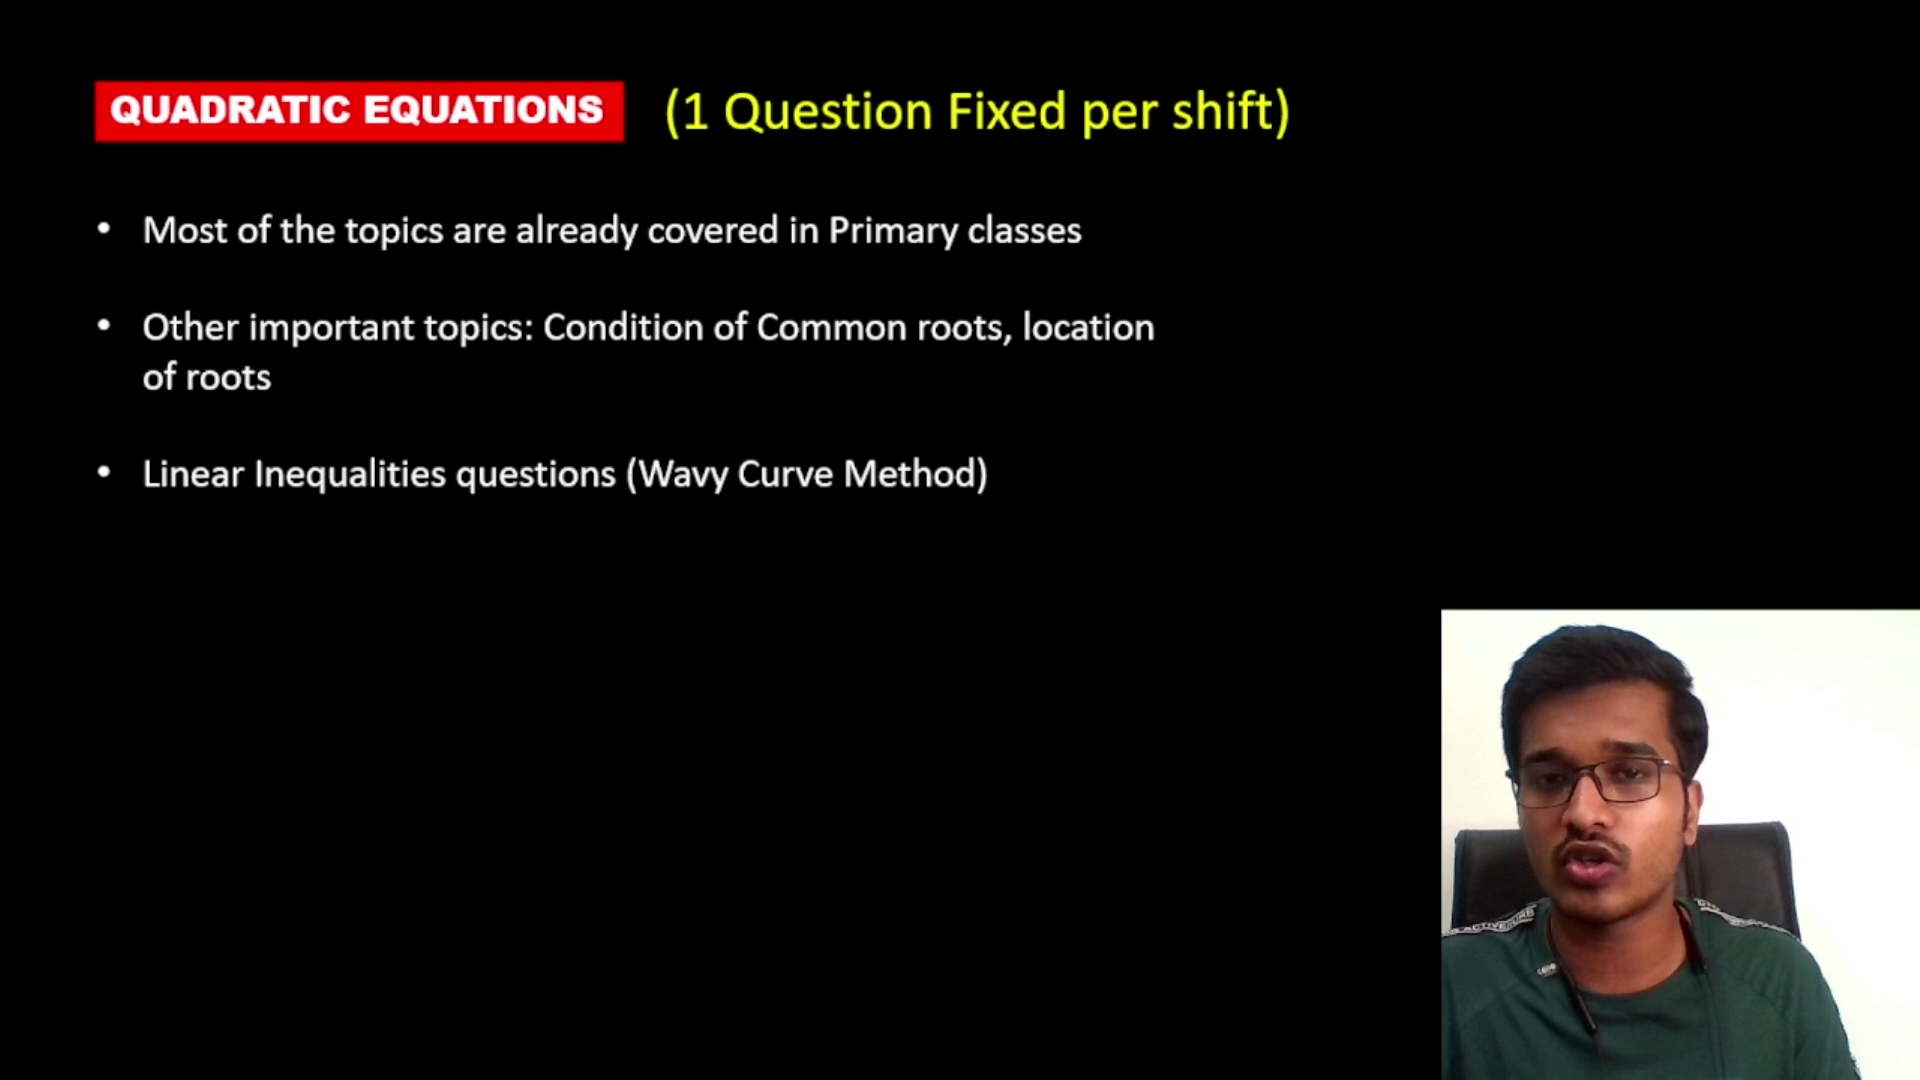 QUADRATIC EQUATIONS (1 Question Fixed per shift)
• Most of the topics are already covered in Primary classes
• Other important topics: Condition of Common roots, location
of roots
• Linear Inequalities questions (Wavy Curve Method)